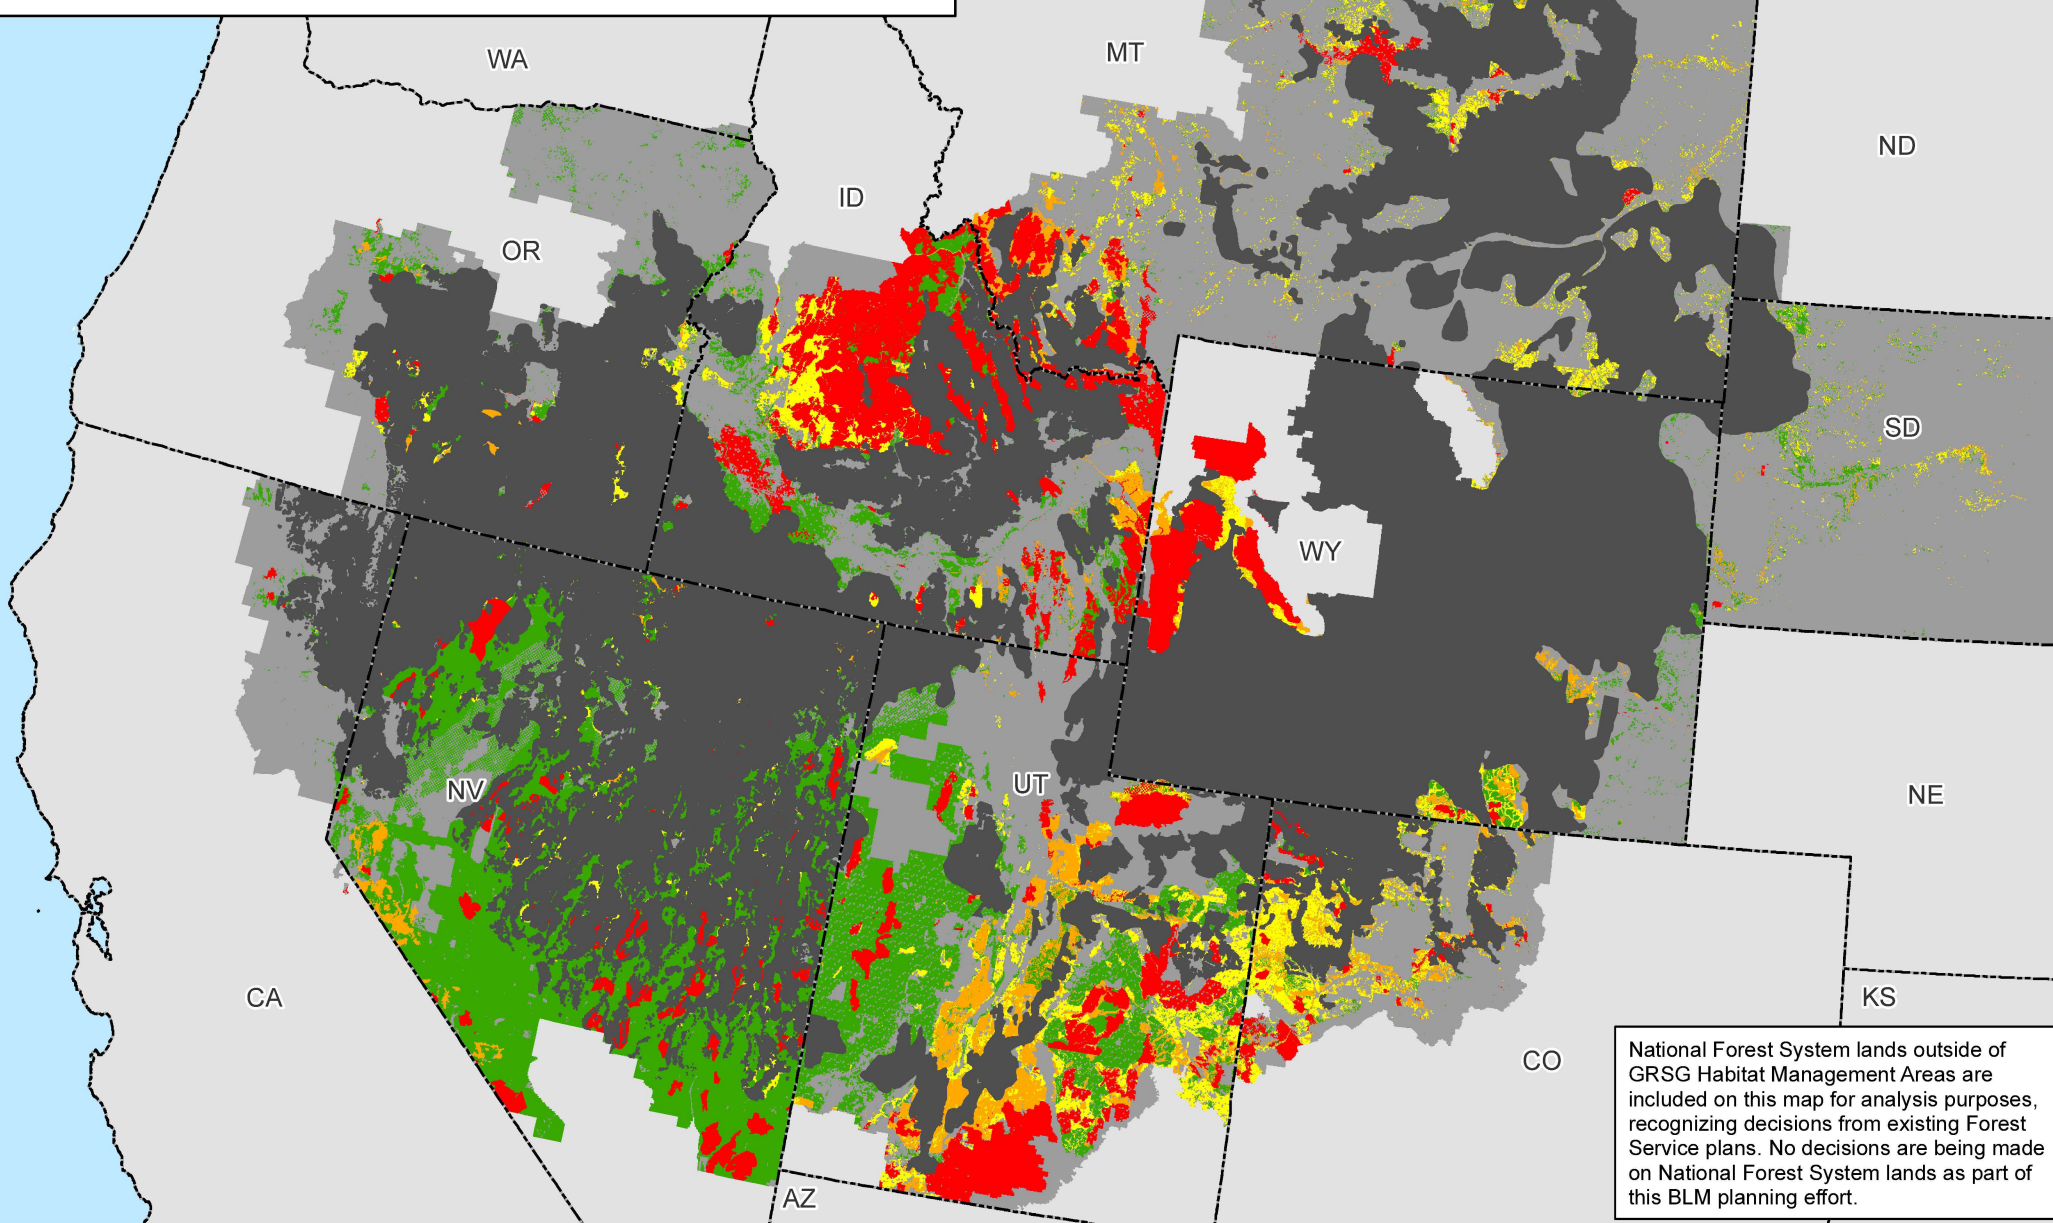 WA
MT
ND
ID
OR
SD
WY
UT
NV
NE
CA
KS
CO
AZ
National Forest System lands outside of
GRSG Habitat Management Areas are
included on this map for analysis purposes,
recognizing decisions from existing Forest
Service plans. No decisions are being made
on National Forest System lands as part of
this BLM planning effort.